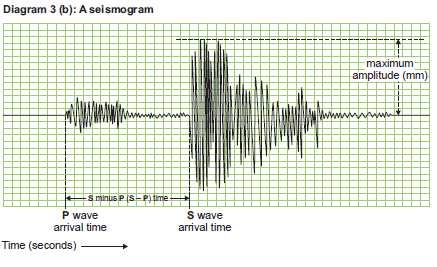 Diagram 3 (b): A seismogram
maximum
amplitude (mm)
S minus P (S – P) time
P wave
arrival time
S wave
arrival time
Time (seconds)